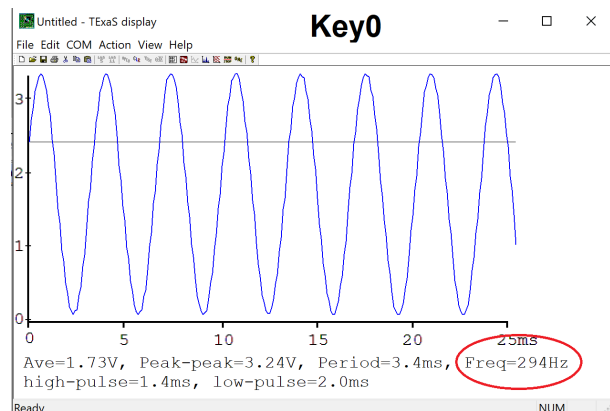 Untitled - TExaS display
Key0
File Edit COM Action View Help
3
2
1
0
0 5 10 15 20 25ms
Ave=1.73V, Peak-peak=3.24V, Period=3.4ms, Freq=294Hz
high-pulse=1.4ms, low-pulse=2.0ms
Ready NUM